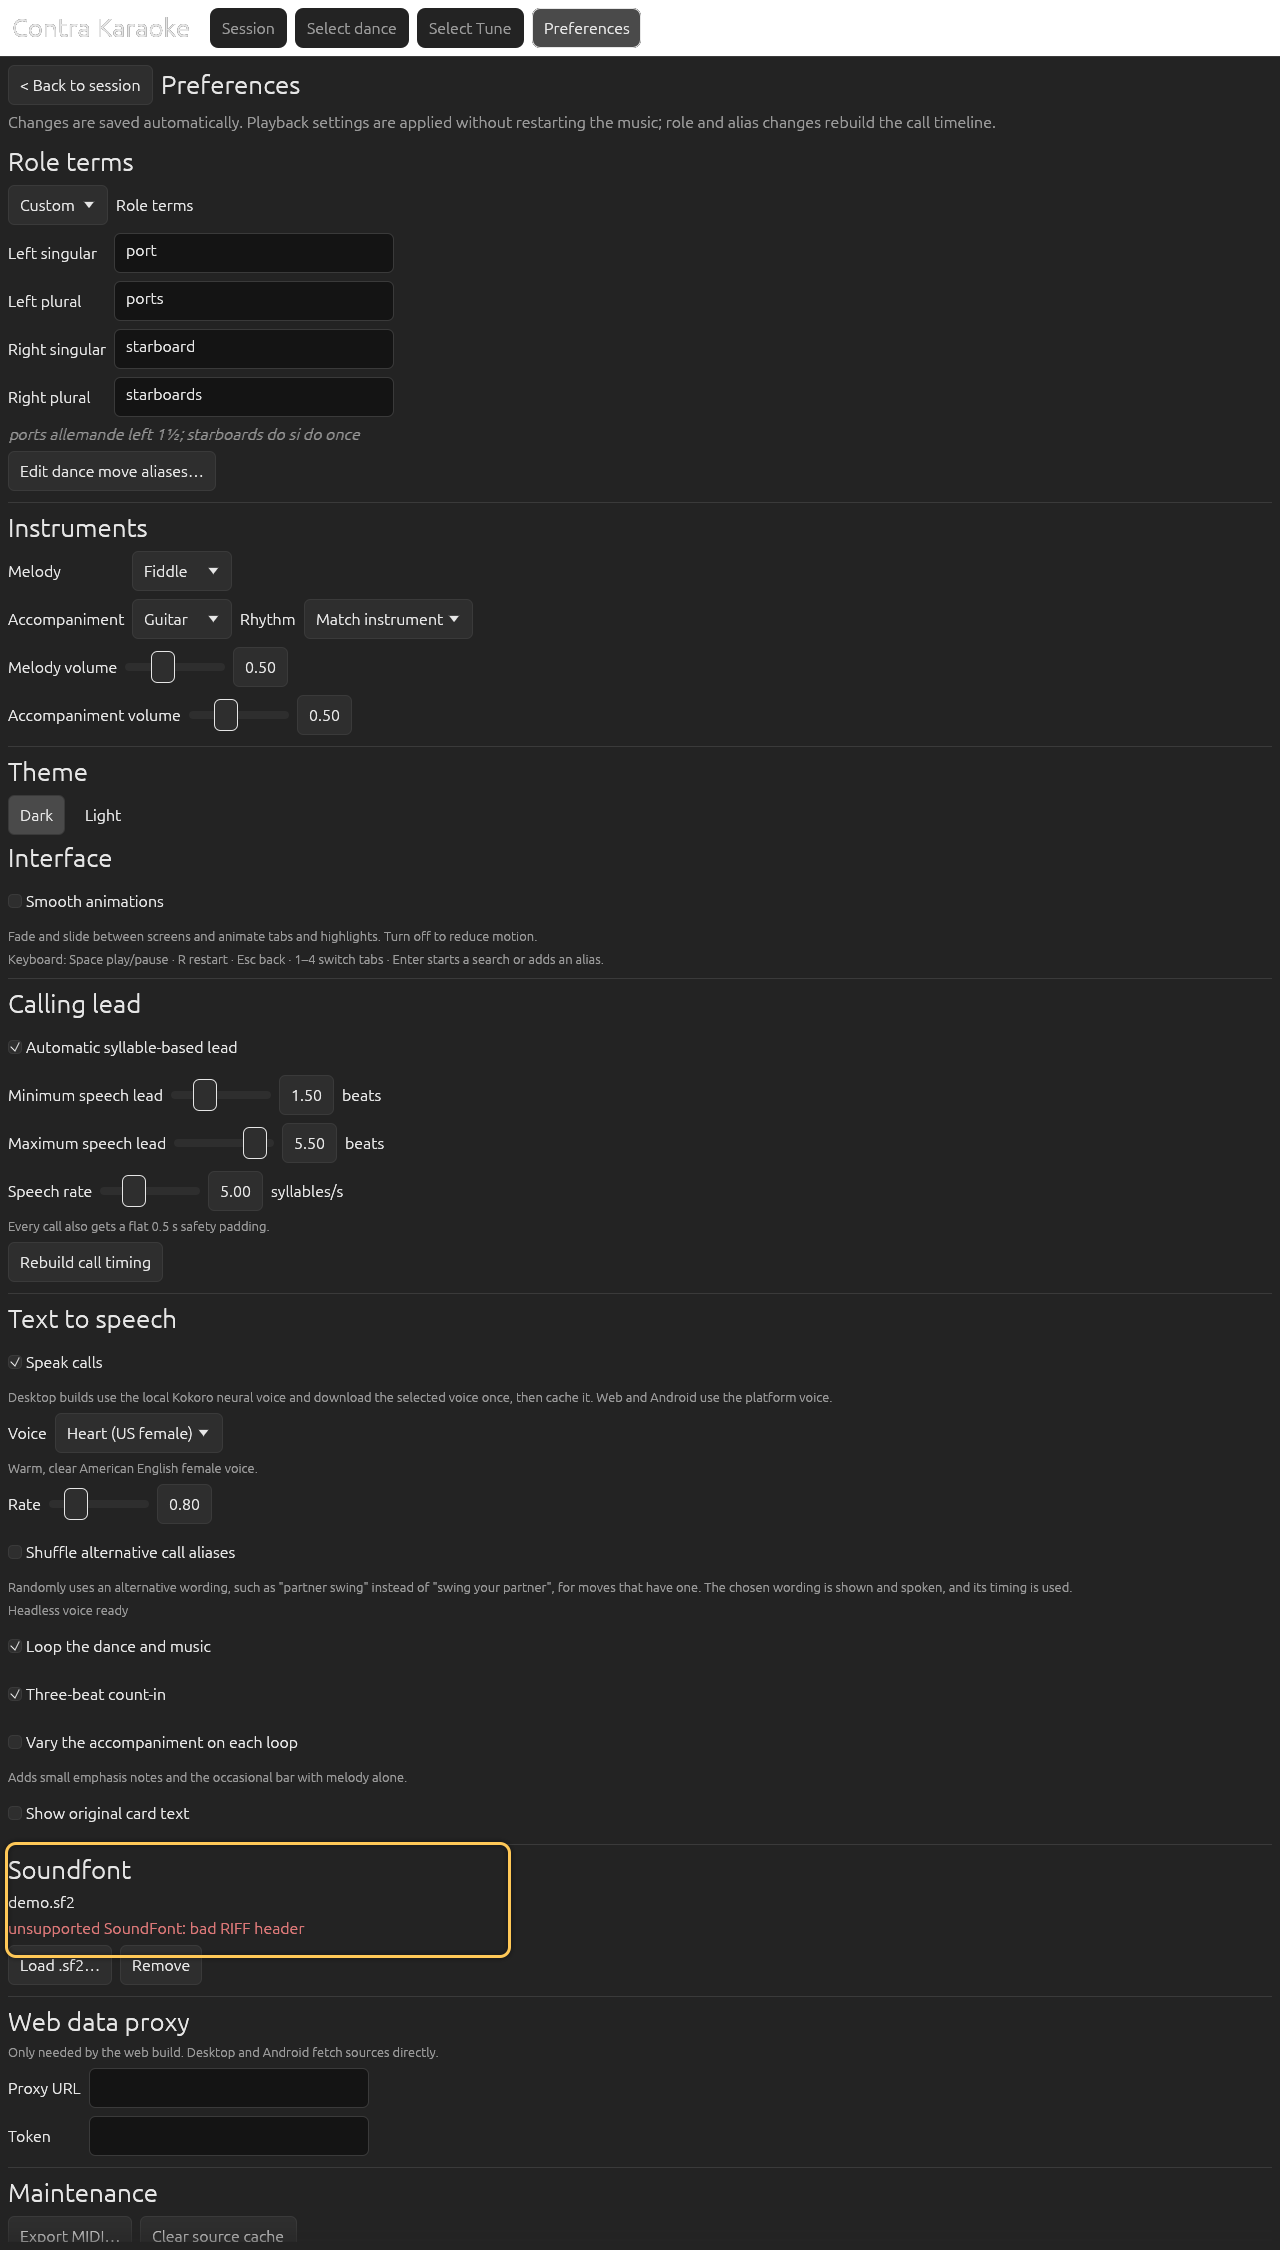 Contra Karaoke Session Select dance Select Tune Preferences
< Back to session Preferences
Changes are saved automatically. Playback settings are applied without restarting the music; role and alias changes rebuild the call timeline.
Role terms
Custom Role terms
Left singular port
Left plural ports
Right singular starboard
Right plural starboards
ports allemande left 1½; starboards do si do once
Edit dance move aliases...
Instruments
Melody Fiddle
Accompaniment Guitar Rhythm Match instrument
Melody volume 0.50
Accompaniment volume 0.50
Theme
Dark Light
Interface
Smooth animations
Fade and slide between screens and animate tabs and highlights. Turn off to reduce motion.
Keyboard: Space play/pause · R restart · Esc back · 1–4 switch tabs · Enter starts a search or adds an alias.
Calling lead
Automatic syllable-based lead
Minimum speech lead 1.50 beats
Maximum speech lead 5.50 beats
Speech rate 5.00 syllables/s
Every call also gets a flat 0.5 s safety padding.
Rebuild call timing
Text to speech
Speak calls
Desktop builds use the local Kokoro neural voice and download the selected voice once, then cache it. Web and Android use the platform voice.
Voice Heart (US female)
Warm, clear American English female voice.
Rate 0.80
Shuffle alternative call aliases
Randomly uses an alternative wording, such as "partner swing" instead of "swing your partner", for moves that have one. The chosen wording is shown and spoken, and its timing is used.
Headless voice ready
Loop the dance and music
Three-beat count-in
Vary the accompaniment on each loop
Adds small emphasis notes and the occasional bar with melody alone.
Show original card text
Soundfont
demo.sf2
unsupported SoundFont: bad RIFF header
Load .sf2... Remove
Web data proxy
Only needed by the web build. Desktop and Android fetch sources directly.
Proxy URL
Token
Maintenance
Export MIDI... Clear source cache